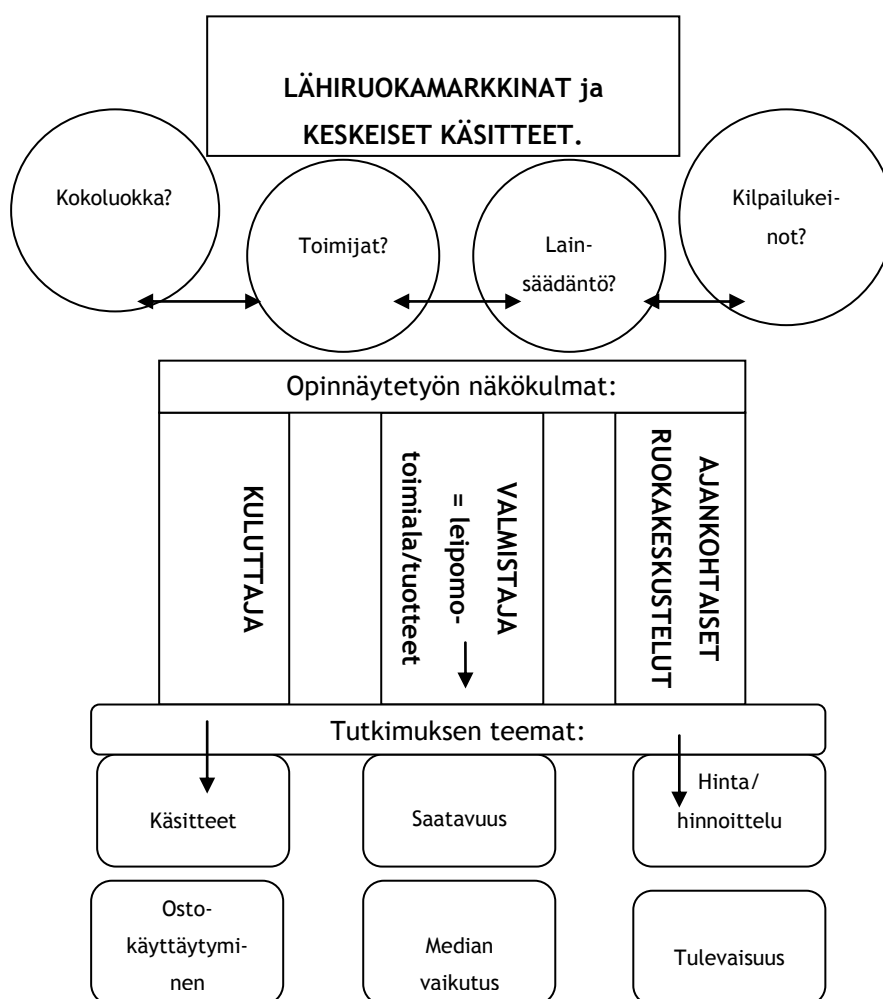 LÄHIRUOKAMARKKINAT ja
KESKEISET KÄSITTEET.
Kokoluokka?
Toimijat?
Lain-
säädäntö?
Kilpailukei-
not?
Opinnäytetyön näkökulmat:
KULUTTAJA
VALMISTAJA
= leipomo-
toimiala/tuotteet
AJANKOHTAISET
RUOKAKESKUSTELUT
Tutkimuksen teemat:
Käsitteet
Saatavuus
Hinta/
hinnoittelu
Osto-
käyttäytymi-
nen
Median
vaikutus
Tulevaisuus